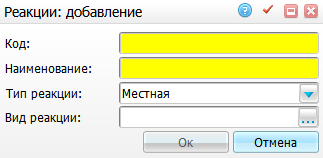 Реакции: добавление
Код:
Наименование:
Тип реакции: Местная
Вид реакции: ...
Ок Отмена